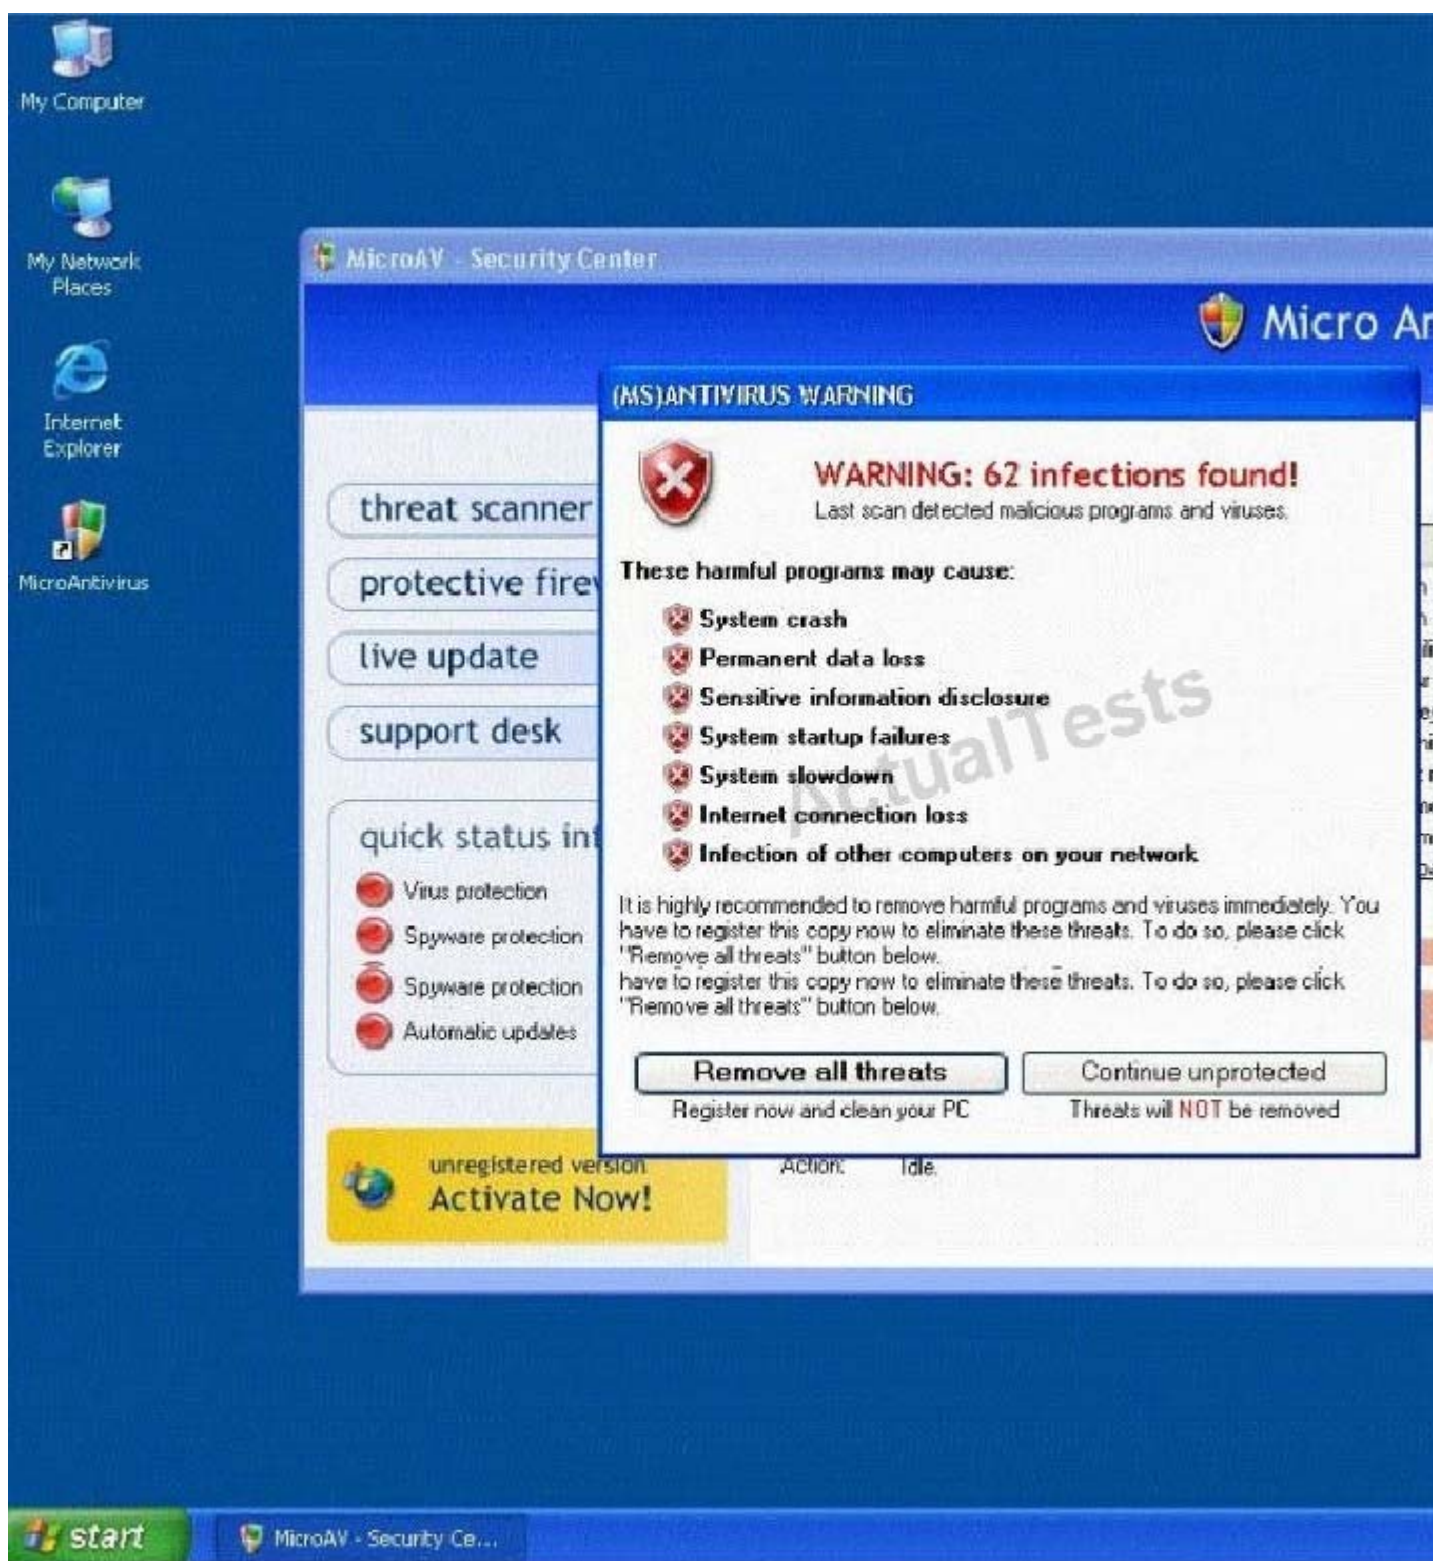 My Computer
My Network
Places
Internet
Explorer
MicroAntivirus
MicroAV - Security Center
Micro
(MS)ANTIVIRUS WARNING
WARNING: 62 infections found!
Last scan detected malicious programs and viruses.
These harmful programs may cause:
System crash
Permanent data loss
Sensitive information disclosure
System startup failures
System slowdown
Internet connection loss
Infection of other computers on your network
It is highly recommended to remove harmful programs and viruses immediately. You
have to register this copy now to eliminate these threats. To do so, please click
"Remove all threats" button below.
have to register this copy now to eliminate these threats. To do so, please click
"Remove all threats" button below.
Remove all threats
Continue unprotected
Register now and clean your PC
Threats will NOT be removed
threat scanner
protective
live update
support desk
quick status
Virus protection
Spyware protection
Spyware protection
Automatic updates
unregistered version
Activate Now!
Action: Idle.
ActualTests
start
MicroAV - Security Ce...